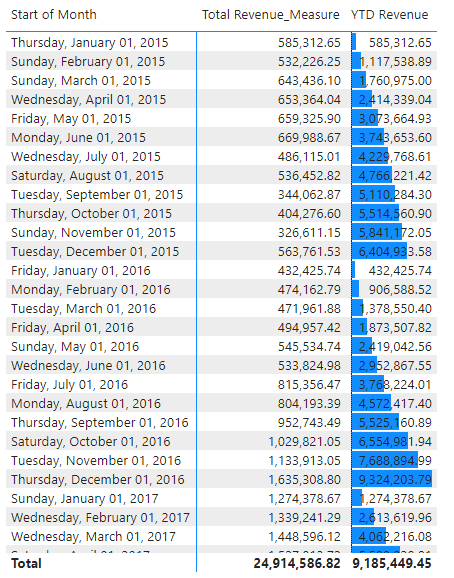 Start of Month Total Revenue_Measure YTD Revenue
Thursday, January 01, 2015 585,312.65 585,312.65
Sunday, February 01, 2015 532,226.25 1,117,538.89
Sunday, March 01, 2015 643,436.10 1,760,975.00
Wednesday, April 01, 2015 653,364.04 2,414,339.04
Friday, May 01, 2015 659,325.90 3,073,664.93
Monday, June 01, 2015 669,988.67 3,743,653.60
Wednesday, July 01, 2015 486,115.01 4,229,768.61
Saturday, August 01, 2015 536,452.82 4,766,221.42
Tuesday, September 01, 2015 344,062.87 5,110,284.30
Thursday, October 01, 2015 404,276.60 5,514,560.90
Sunday, November 01, 2015 326,611.15 5,841,172.05
Tuesday, December 01, 2015 563,761.53 6,404,933.58
Friday, January 01, 2016 432,425.74 432,425.74
Monday, February 01, 2016 474,162.79 906,588.52
Tuesday, March 01, 2016 471,961.88 1,378,550.40
Friday, April 01, 2016 494,957.42 1,873,507.82
Sunday, May 01, 2016 545,534.74 2,419,042.56
Wednesday, June 01, 2016 533,824.98 2,952,867.55
Friday, July 01, 2016 815,356.47 3,768,224.01
Monday, August 01, 2016 804,193.39 4,572,417.40
Thursday, September 01, 2016 952,743.49 5,525,160.89
Saturday, October 01, 2016 1,029,821.05 6,554,981.94
Tuesday, November 01, 2016 1,133,913.05 7,688,894.99
Thursday, December 01, 2016 1,635,308.80 9,324,203.79
Sunday, January 01, 2017 1,274,378.67 1,274,378.67
Wednesday, February 01, 2017 1,339,241.29 2,613,619.96
Wednesday, March 01, 2017 1,448,596.12 4,062,216.08
Saturday, April 01, 2017
Total 24,914,586.82 9,185,449.45